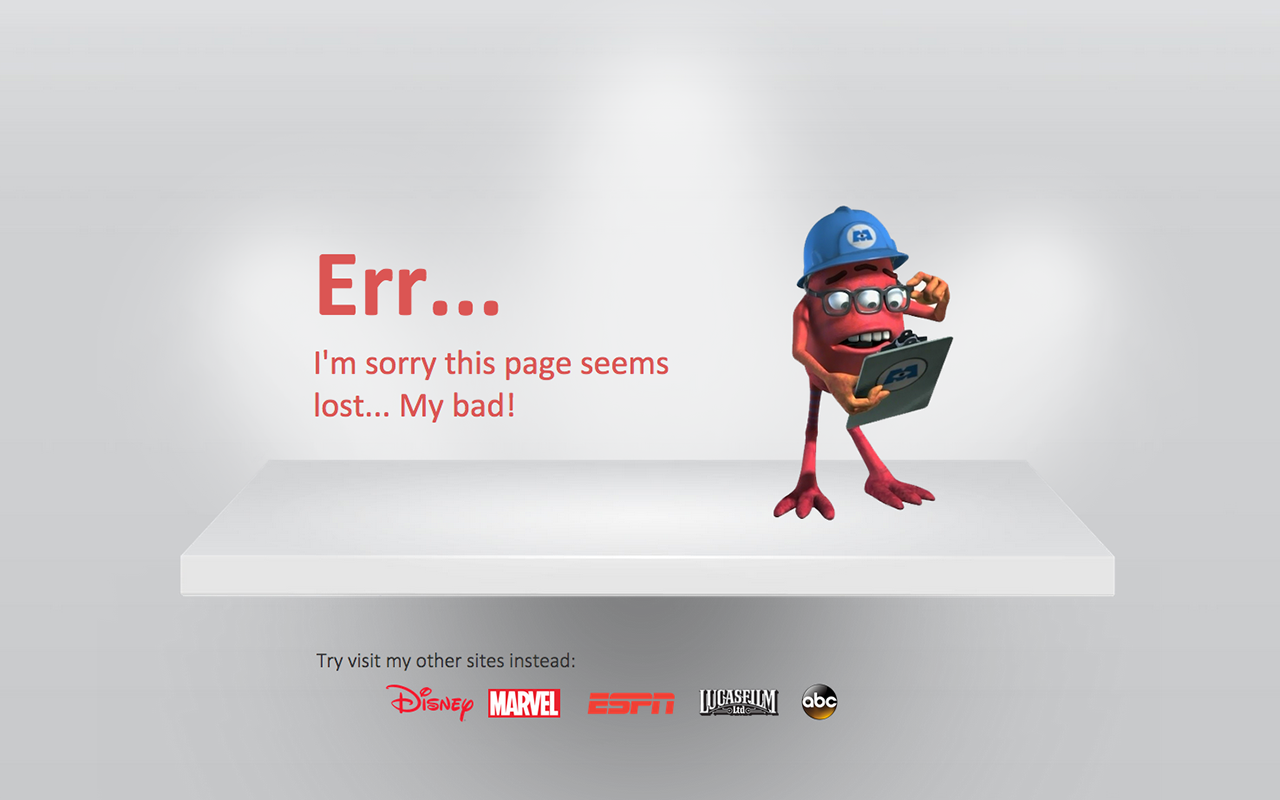 Err...
I'm sorry this page seems
lost... My bad!
Try visit my other sites instead:
Disney MARVEL ESPN LUCASFILM Ltd abc